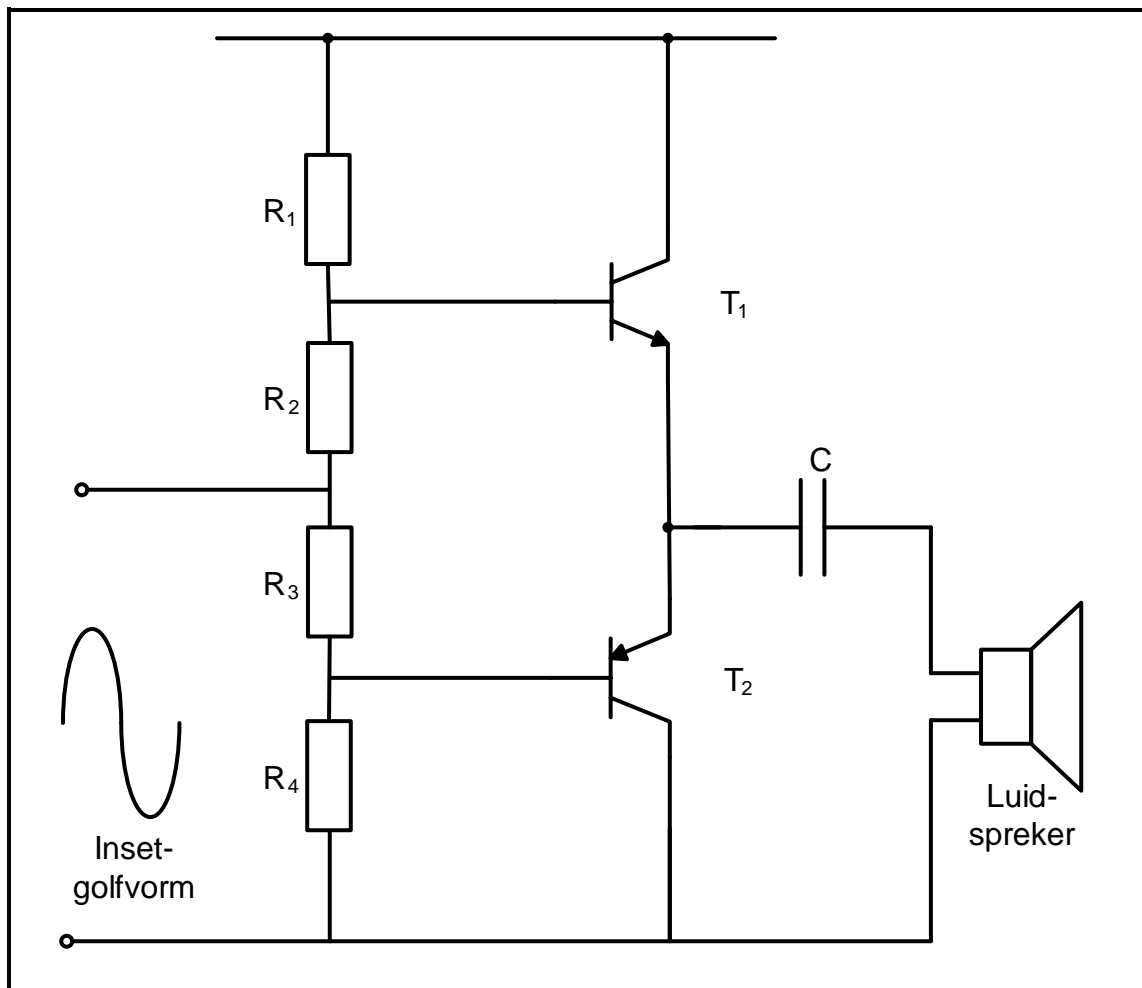 R1
T1
R2
C
R3
T2
R4
Luid-
spreker
Inset-
golfvorm